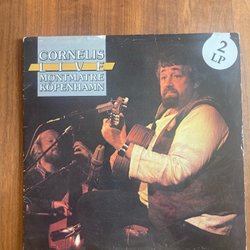 CORNELIS
LIVE
MONTMATRE
KÖPENHAMN
2
LP